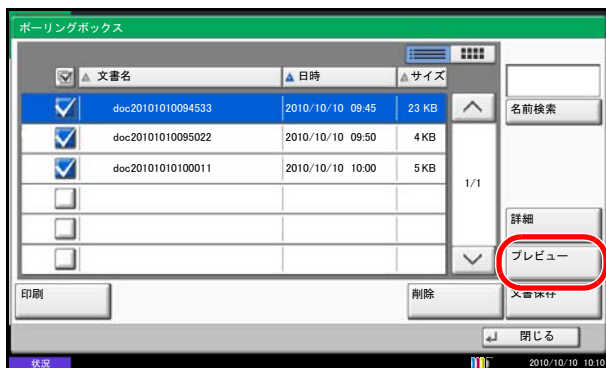 ポーリングボックス
文書名 日時 サイズ
doc20101010094533 2010/10/10 09:45 23 KB
名前検索
doc20101010095022 2010/10/10 09:50 4 KB
doc20101010100011 2010/10/10 10:00 5 KB
1/1
詳細
プレビュー
印刷 削除 文書保存
閉じる
状況 2010/10/10 10:10